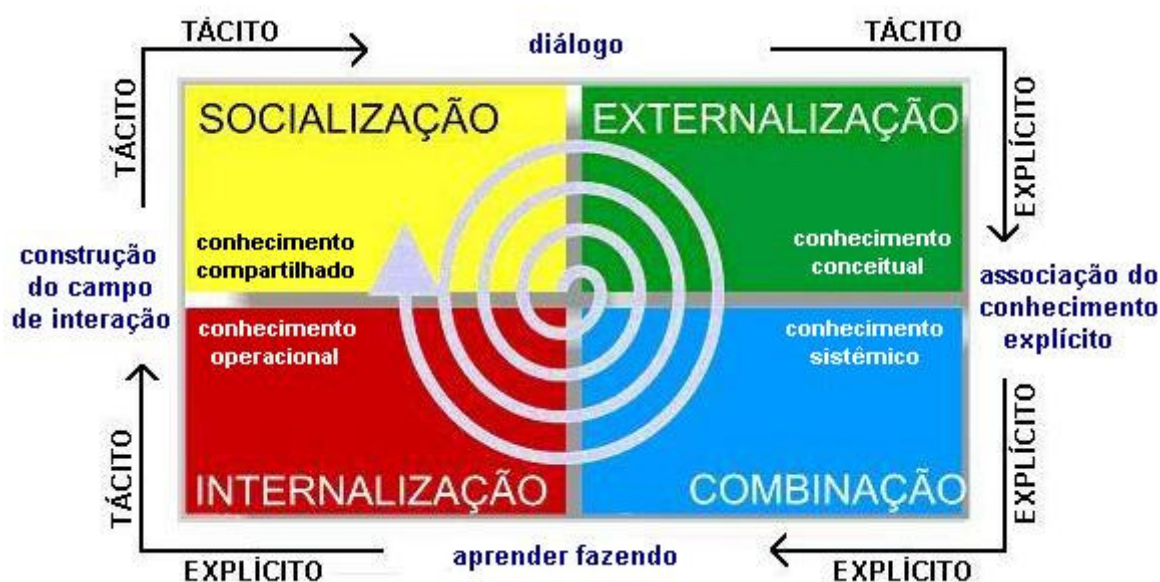 TÁCITO
diálogo
TÁCITO
TÁCITO
EXPLÍCITO
SOCIALIZAÇÃO
EXTERNALIZAÇÃO
conhecimento
compartilhado
conhecimento
conceitual
construção
do campo
de interação
associação do
conhecimento
explícito
conhecimento
operacional
conhecimento
sistêmico
INTERNALIZAÇÃO
COMBINAÇÃO
TÁCITO
EXPLÍCITO
EXPLÍCITO
aprender fazendo
EXPLÍCITO